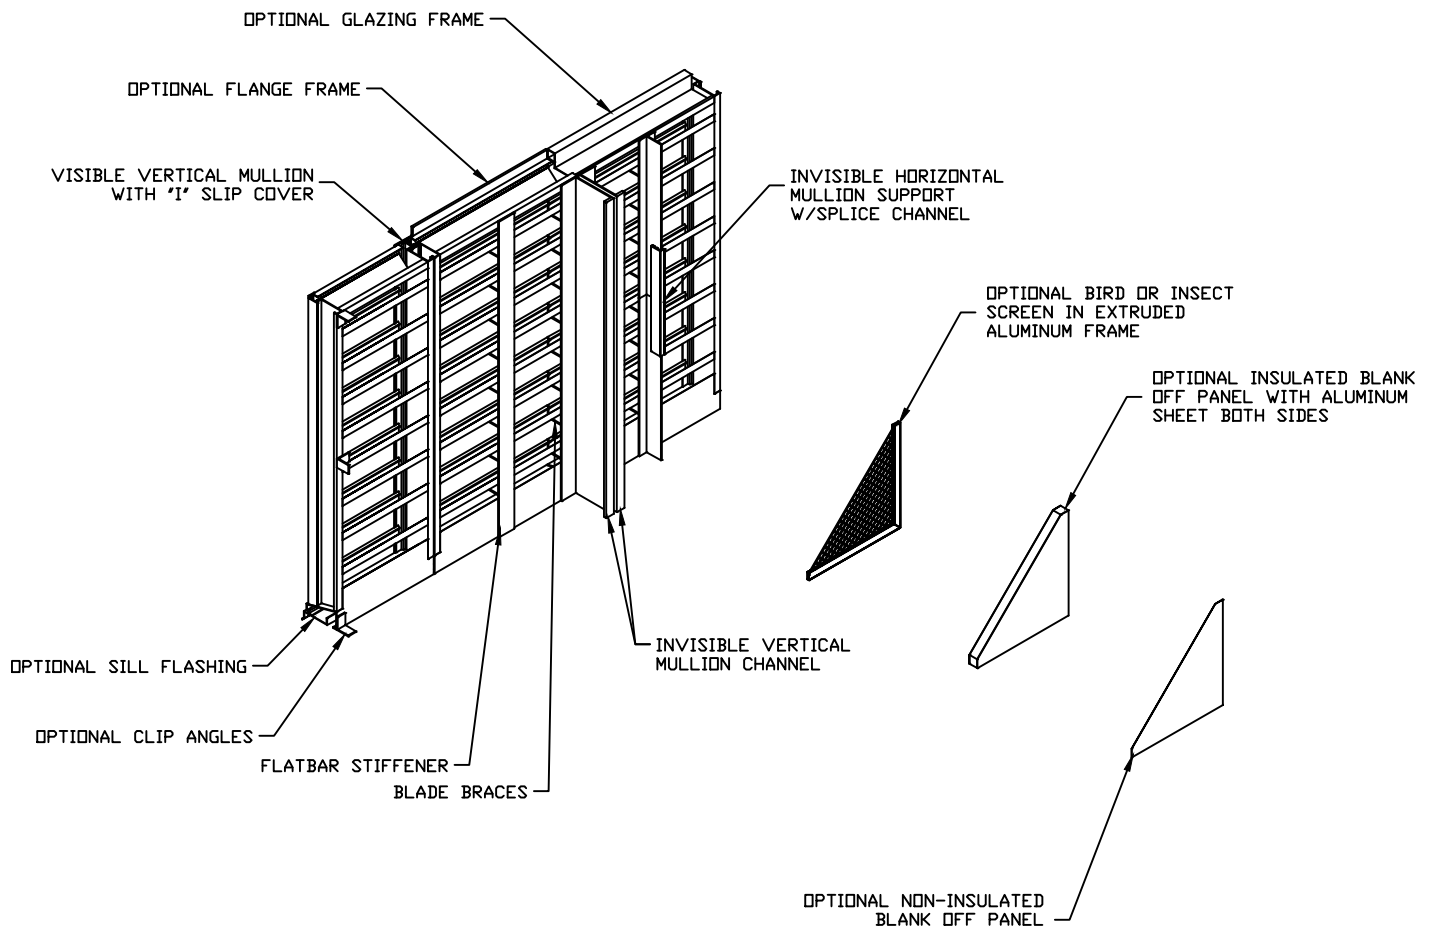 OPTIONAL GLAZING FRAME
OPTIONAL FLANGE FRAME
VISIBLE VERTICAL MULLION
WITH "I" SLIP COVER
INVISIBLE HORIZONTAL
MULLION SUPPORT
W/SPLICE CHANNEL
OPTIONAL BIRD OR INSECT
SCREEN IN EXTRUDED
ALUMINUM FRAME
OPTIONAL INSULATED BLANK
OFF PANEL WITH ALUMINUM
SHEET BOTH SIDES
INVISIBLE VERTICAL
MULLION CHANNEL
OPTIONAL SILL FLASHING
OPTIONAL CLIP ANGLES
FLATBAR STIFFENER
BLADE BRACES
OPTIONAL NON-INSULATED
BLANK OFF PANEL